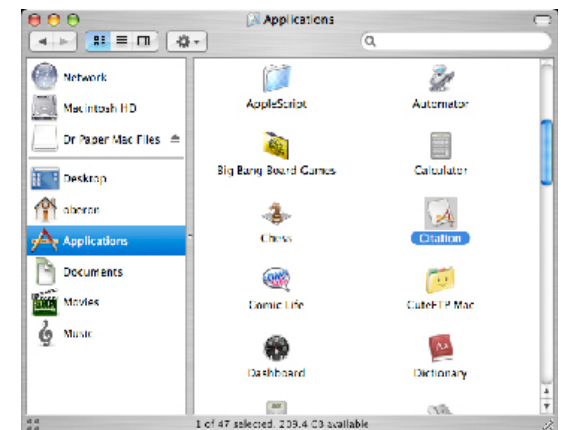 Applications
Network
Macintosh HD
Dr Paper Mac Files
Desktop
oberon
Applications
Documents
Movies
Music
AppleScript
Automator
Big Bang Board Games
Calculator
Chess
Citation
Comic Life
CuteFTP Mac
Dashboard
Dictionary
1 of 47 selected, 209.4 GB available